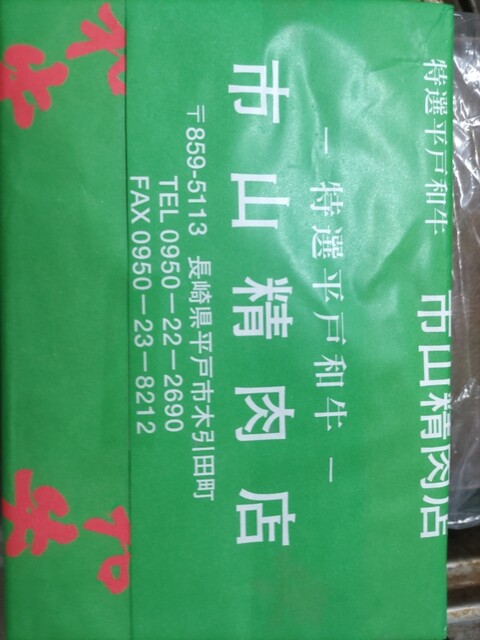 特選平戸和牛
市山精肉店
ー特選平戸和牛ー
市山精肉店
〒859-5113 長崎県平戸市木引田町
TEL 0950－22－2690
FAX 0950－23－8212